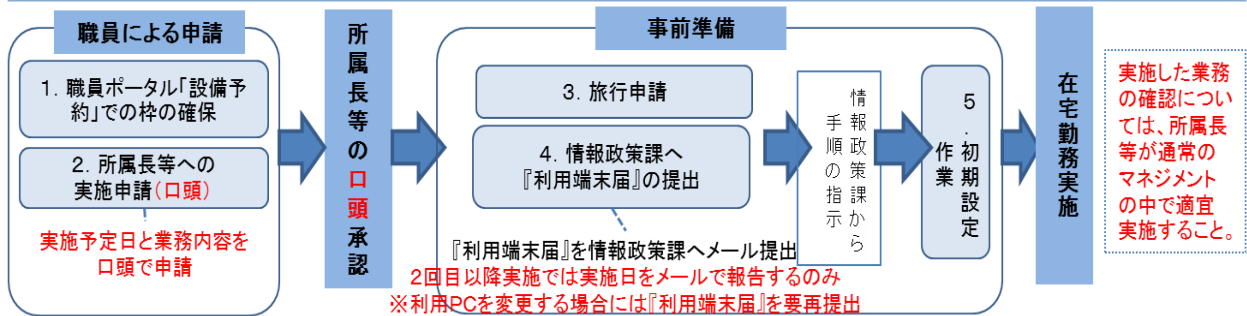 職員による申請
1. 職員ポータル「設備予
約」での枠の確保
2. 所属長等への
実施申請(口頭)
実施予定日と業務内容を
口頭で申請
所属長等の口頭承認
事前準備
3. 旅行申請
4. 情報政策課へ
『利用端末届』の提出
『利用端末届』を情報政策課へメール提出
2回目以降実施では実施日をメールで報告するのみ
※利用PCを変更する場合には『利用端末届』を要再提出
情報政策課から
手順の指示
5.初期設定
作業
在宅勤務実施
実施した業務
の確認につい
ては、所属長
等が通常の
マネジメント
の中で適宜
実施すること。